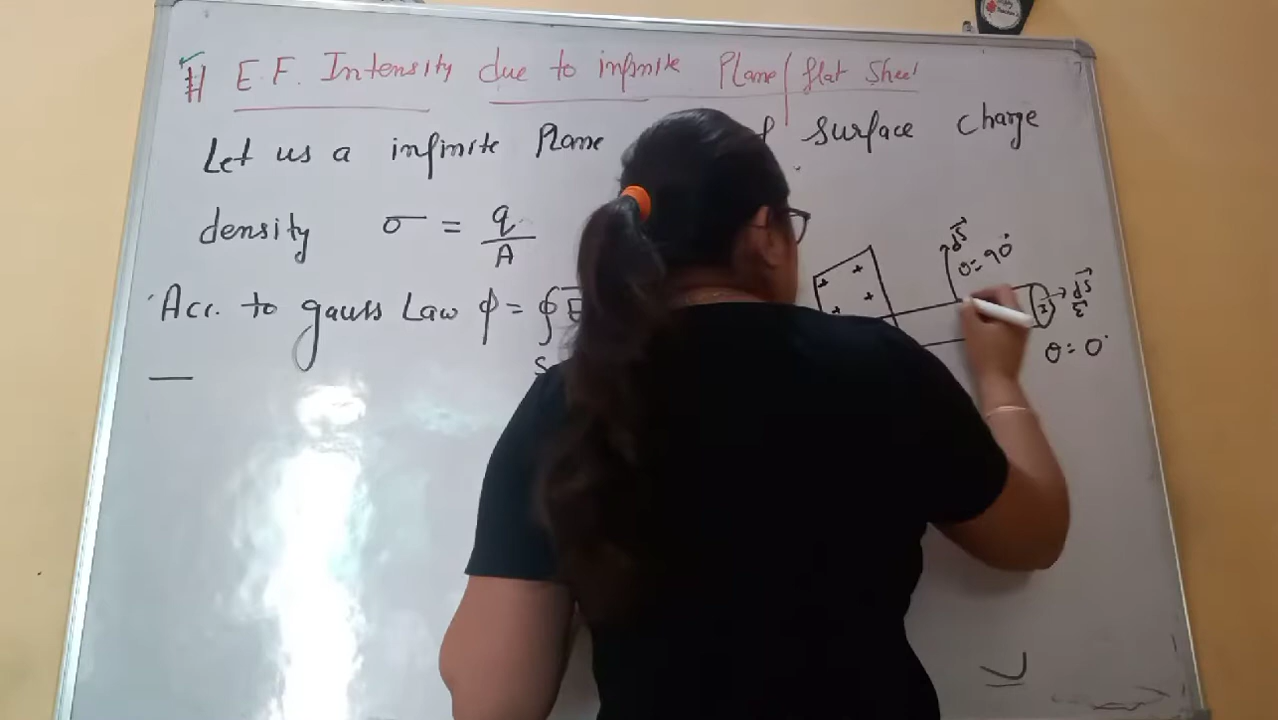 # E.F. Intensity due to infinite Plane/flat Sheet
Let us a infinite Plane surface charge
density σ = q/A
Acc. to gauss Law φ = ∮ E⃗
S
dS⃗
θ = 90°
+ + + +
dS⃗
E⃗
θ = 0°